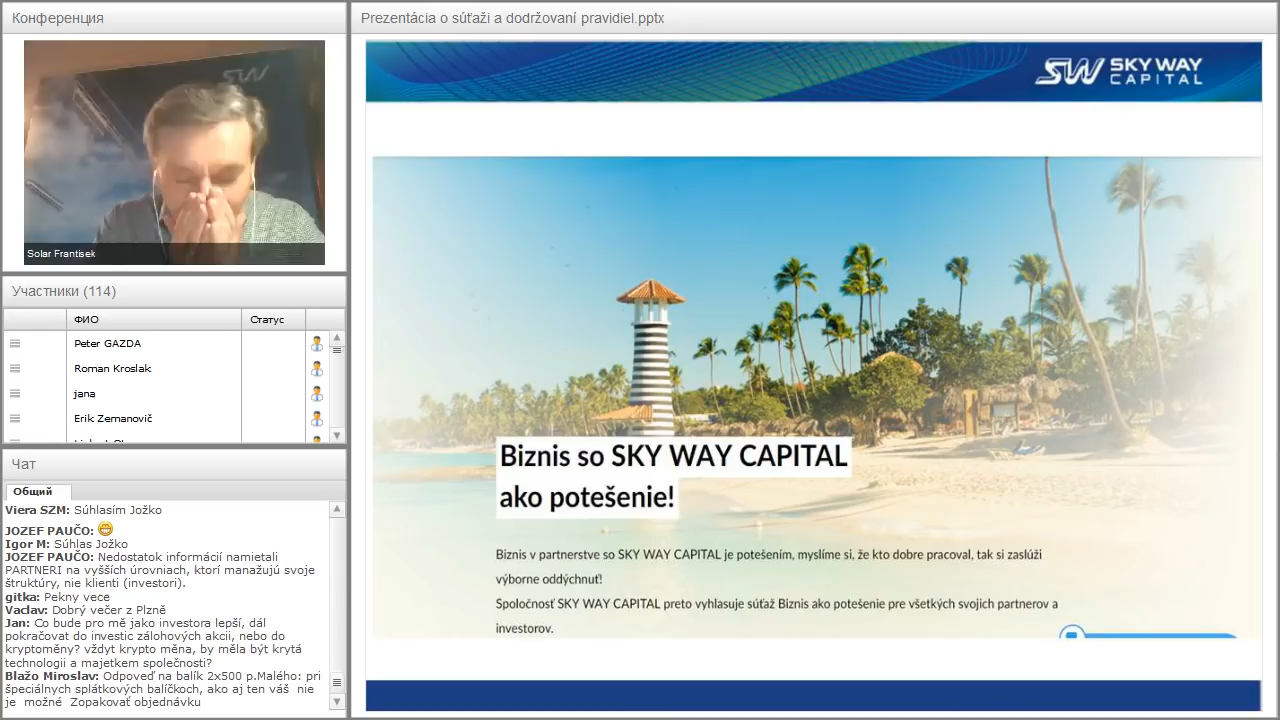 Конференция
SW
Solar Frantisek
Участники (114)
ФИО
Статус
Peter GAZDA
Roman Kroslak
jana
Erik Zemanovič
Чат
Общий
Viera SZM: Súhlasím Jožko
JOZEF PAUČO:
Igor M: Súhlas Jožko
JOZEF PAUČO: Nedostatok informácií namietali
PARTNERI na vyšších úrovniach, ktorí manažujú svoje
štruktúry, nie klienti (investori).
gitka: Pekny vece
Vaclav: Dobrý večer z Plzně
Jan: Co bude pro mě jako investora lepší, dál
pokračovat do investic zálohových akcii, nebo do
kryptoměny? vždyt krypto měna, by měla být krytá
technologii a majetkem společnosti?
Blažo Miroslav: Odpoveď na balík 2x500 p.Malého: pri
špeciálnych splátkových balíčkoch, ako aj ten váš nie
je možné opakovať objednávku
Prezentácia o súťaži a dodržovaní pravidiel.pptx
SW SKY WAY
CAPITAL
Biznis so SKY WAY CAPITAL
ako potešenie!
Biznis v partnerstve so SKY WAY CAPITAL je potešením, myslíme si, že kto dobre pracoval, tak si zaslúži
výborne oddýchnuť!
Spoločnosť SKY WAY CAPITAL preto vyhlasuje súťaž Biznis ako potešenie pre všetkých svojich partnerov a
investorov.